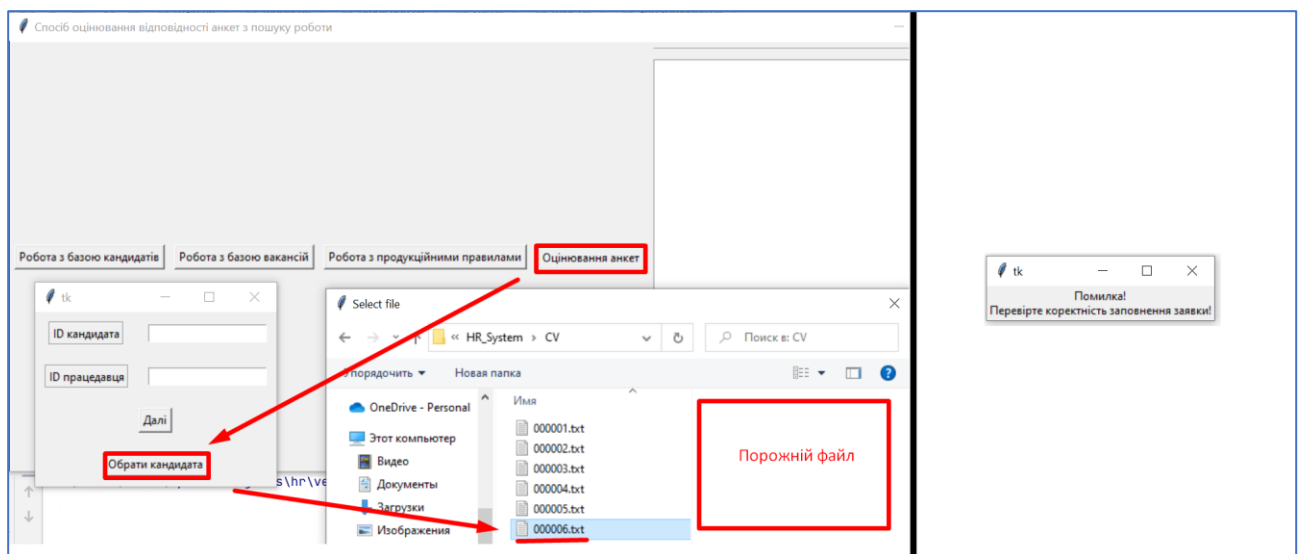 Спосіб оцінювання відповідності анкет з пошуку роботи
Робота з базою кандидатів
Робота з базою вакансій
Робота з продукційними правилами
Оцінювання анкет
tk
ID кандидата
ID працедавця
Далі
Обрати кандидата
s\hr\ve
Select file
« HR_System › CV
Поиск в: CV
Упорядочить
Новая папка
OneDrive - Personal
Этот компьютер
Видео
Документы
Загрузки
Изображения
Имя
000001.txt
000002.txt
000003.txt
000004.txt
000005.txt
000006.txt
Порожній файл
tk
Помилка!
Перевірте коректність заповнення заявки!